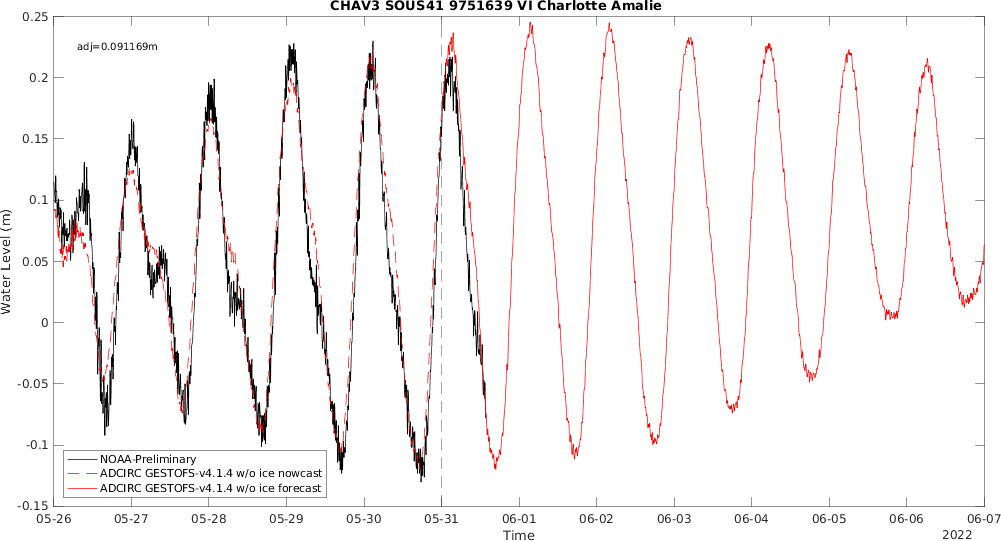 CHAV3 SOUS41 9751639 VI Charlotte Amalie
adj=0.091169m
0.25
0.2
0.15
0.1
0.05
0
-0.05
-0.1
-0.15
Water Level (m)
NOAA-Preliminary
ADCIRC GESTOFS-v4.1.4 w/o ice nowcast
ADCIRC GESTOFS-v4.1.4 w/o ice forecast
05-26 05-27 05-28 05-29 05-30 05-31 06-01 06-02 06-03 06-04 06-05 06-06 06-07
Time
2022